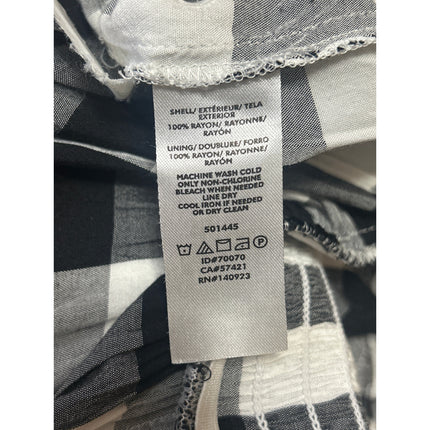 SHELL/ EXTÉRIEUR/ TELA
EXTERIOR
100% RAYON/ RAYONNE/
RAYÓN
LINING/ DOUBLURE/ FORRO
100% RAYON/ RAYONNE/
RAYÓN
MACHINE WASH COLD
ONLY NON-CHLORINE
BLEACH WHEN NEEDED
LINE DRY
COOL IRON IF NEEDED
OR DRY CLEAN
501445
P
ID#70070
CA#57421
RN#140923